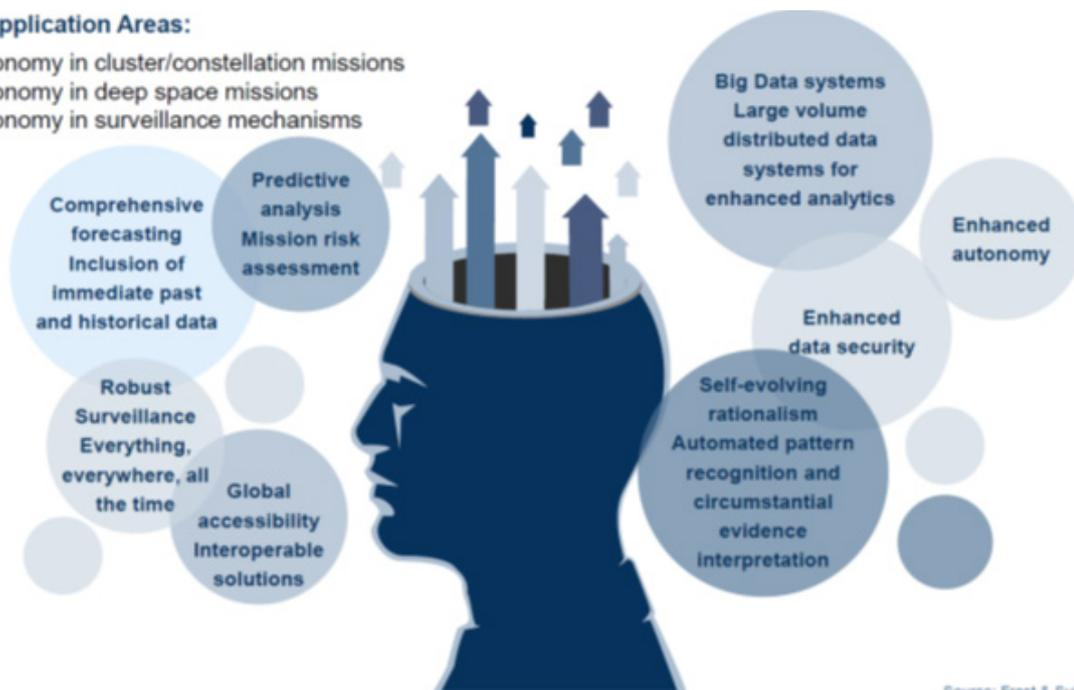 pplication Areas:
onomy in cluster/constellation missions
onomy in deep space missions
onomy in surveillance mechanisms
Comprehensive
forecasting
Inclusion of
immediate past
and historical data
Predictive
analysis
Mission risk
assessment
Robust
Surveillance
Everything,
everywhere, all
the time
Global
accessibility
Interoperable
solutions
Big Data systems
Large volume
distributed data
systems for
enhanced analytics
Enhanced
autonomy
Enhanced
data security
Self-evolving
rationalism
Automated pattern
recognition and
circumstantial
evidence
interpretation